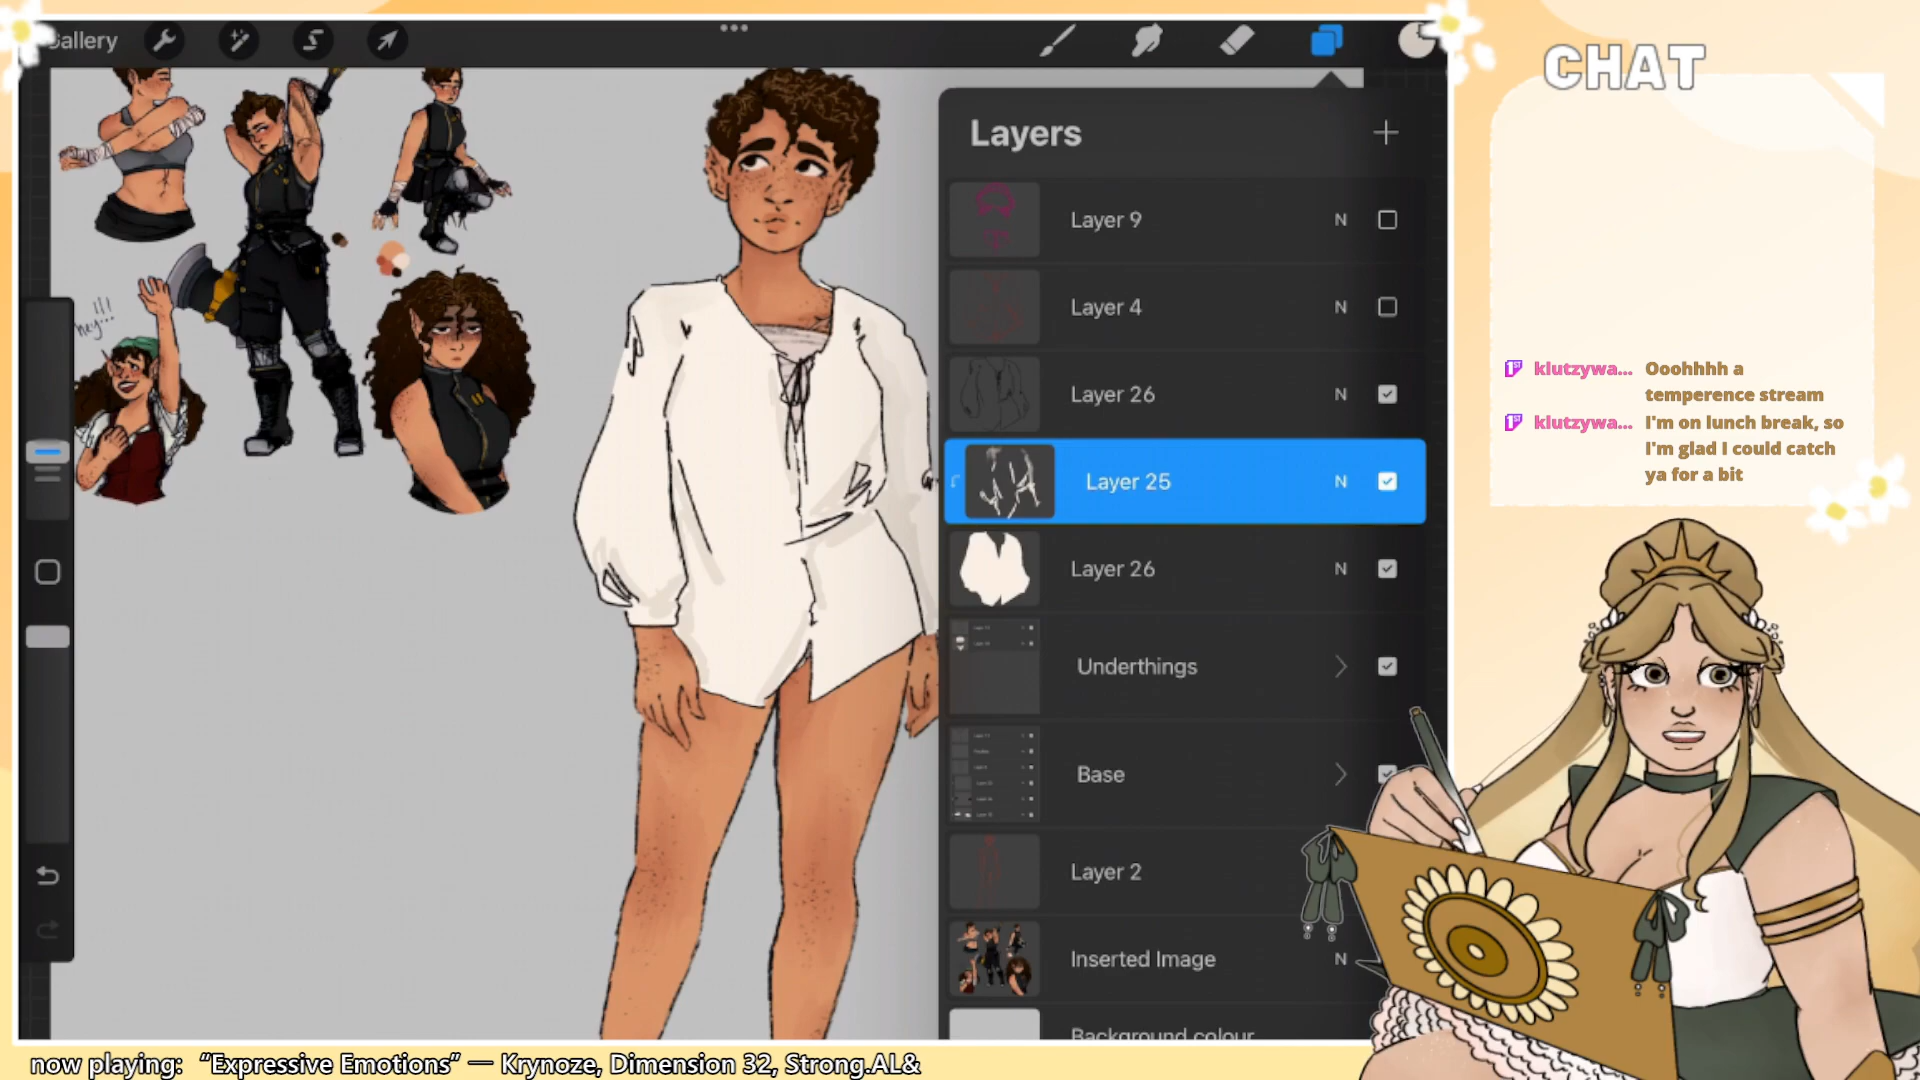 Gallery
CHAT
Layers
Layer 9
N
Layer 4
N
Layer 26
N
Layer 25
N
Layer 26
N
Underthings
Base
Layer 2
Inserted Image
N
Background colour
hey!!!
klutzywa... Ooohhhh a
temperence stream
klutzywa... I'm on lunch break, so
I'm glad I could catch
ya for a bit
now playing: “Expressive Emotions” — Krynoze, Dimension 32, Strong.AL&